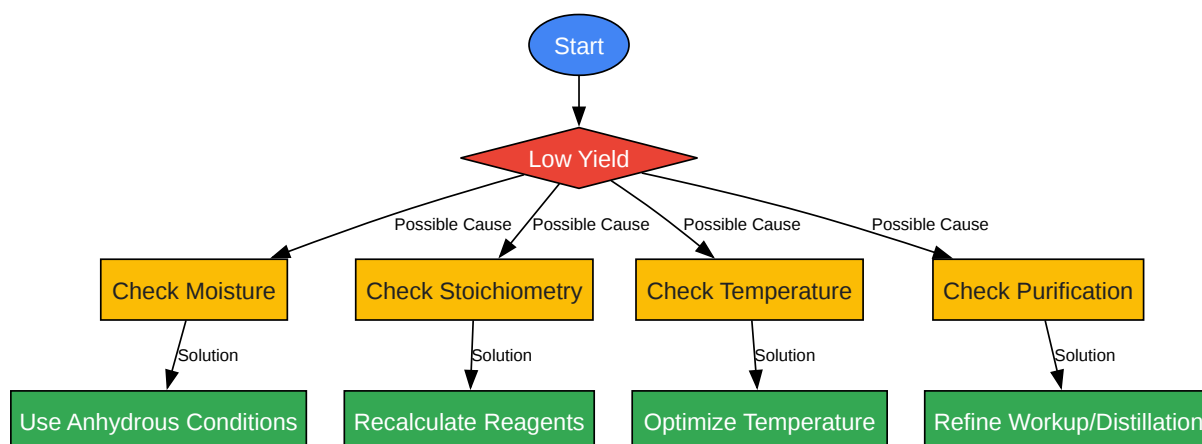 Start
Low Yield
Possible Cause
Possible Cause
Possible Cause
Possible Cause
Check Moisture
Check Stoichiometry
Check Temperature
Check Purification
Solution
Solution
Solution
Solution
Use Anhydrous Conditions
Recalculate Reagents
Optimize Temperature
Refine Workup/Distillation